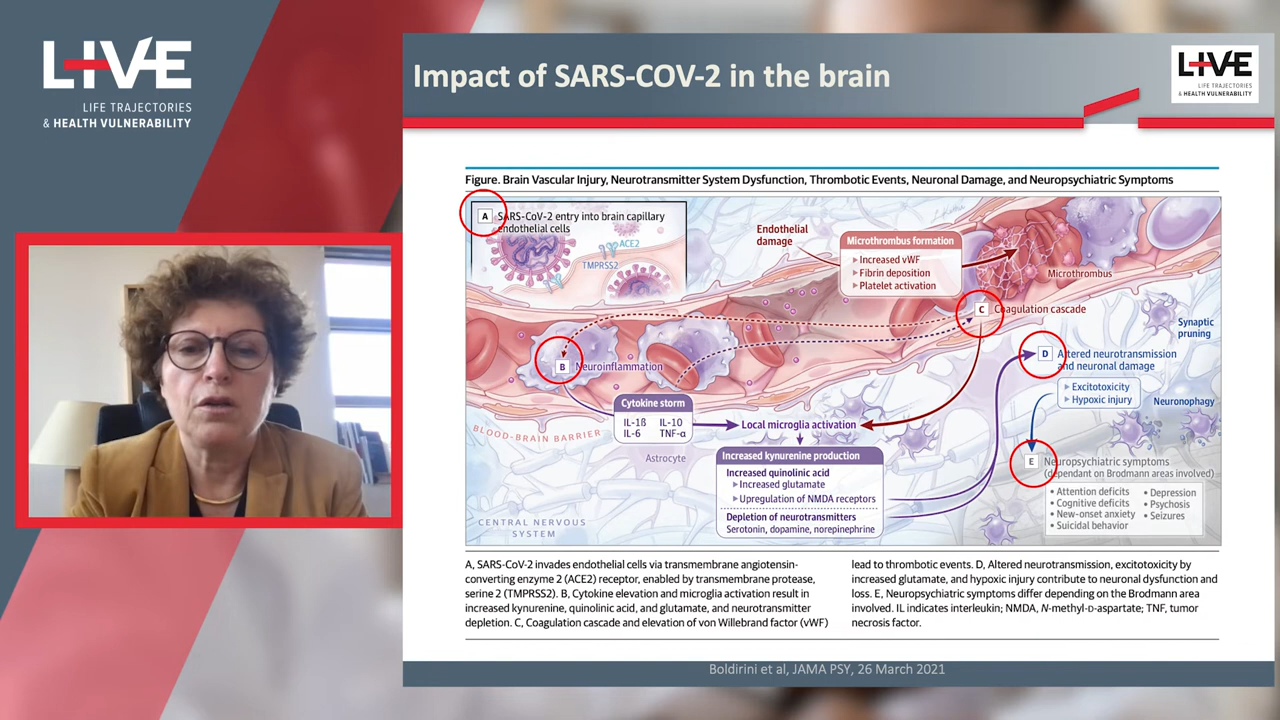 LIVE
LIFE TRAJECTORIES
& HEALTH VULNERABILITY
Impact of SARS-COV-2 in the brain
LIVE
LIFE TRAJECTORIES
& HEALTH VULNERABILITY
Figure. Brain Vascular Injury, Neurotransmitter System Dysfunction, Thrombotic Events, Neuronal Damage, and Neuropsychiatric Symptoms
A SARS-CoV-2 entry into brain capillary
endothelial cells
ACE2
TMPRSS2
Endothelial
damage
Microthrombus formation
Increased vWF
Fibrin deposition
Platelet activation
Microthrombus
C Coagulation cascade
Synaptic
pruning
D Altered neurotransmission
and neuronal damage
Excitotoxicity
Hypoxic injury
Neuronophagy
B Neuroinflammation
Cytokine storm
IL-1ß IL-10
IL-6 TNF-α
BLOOD-BRAIN BARRIER
Astrocyte
Local microglia activation
Increased kynurenine production
Increased quinolinic acid
Increased glutamate
Upregulation of NMDA receptors
Depletion of neurotransmitters
Serotonin, dopamine, norepinephrine
CENTRAL NERVOUS
SYSTEM
E Neuropsychiatric symptoms
(dependant on Brodmann areas involved)
• Attention deficits • Depression
• Cognitive deficits • Psychosis
• New-onset anxiety • Seizures
• Suicidal behavior
A, SARS-CoV-2 invades endothelial cells via transmembrane angiotensin-
converting enzyme 2 (ACE2) receptor, enabled by transmembrane protease,
serine 2 (TMPRSS2). B, Cytokine elevation and microglia activation result in
increased kynurenine, quinolinic acid, and glutamate, and neurotransmitter
depletion. C, Coagulation cascade and elevation of von Willebrand factor (vWF)
lead to thrombotic events. D, Altered neurotransmission, excitotoxicity by
increased glutamate, and hypoxic injury contribute to neuronal dysfunction and
loss. E, Neuropsychiatric symptoms differ depending on the Brodmann area
involved. IL indicates interleukin; NMDA, N-methyl-D-aspartate; TNF, tumor
necrosis factor.
Boldirini et al, JAMA PSY, 26 March 2021